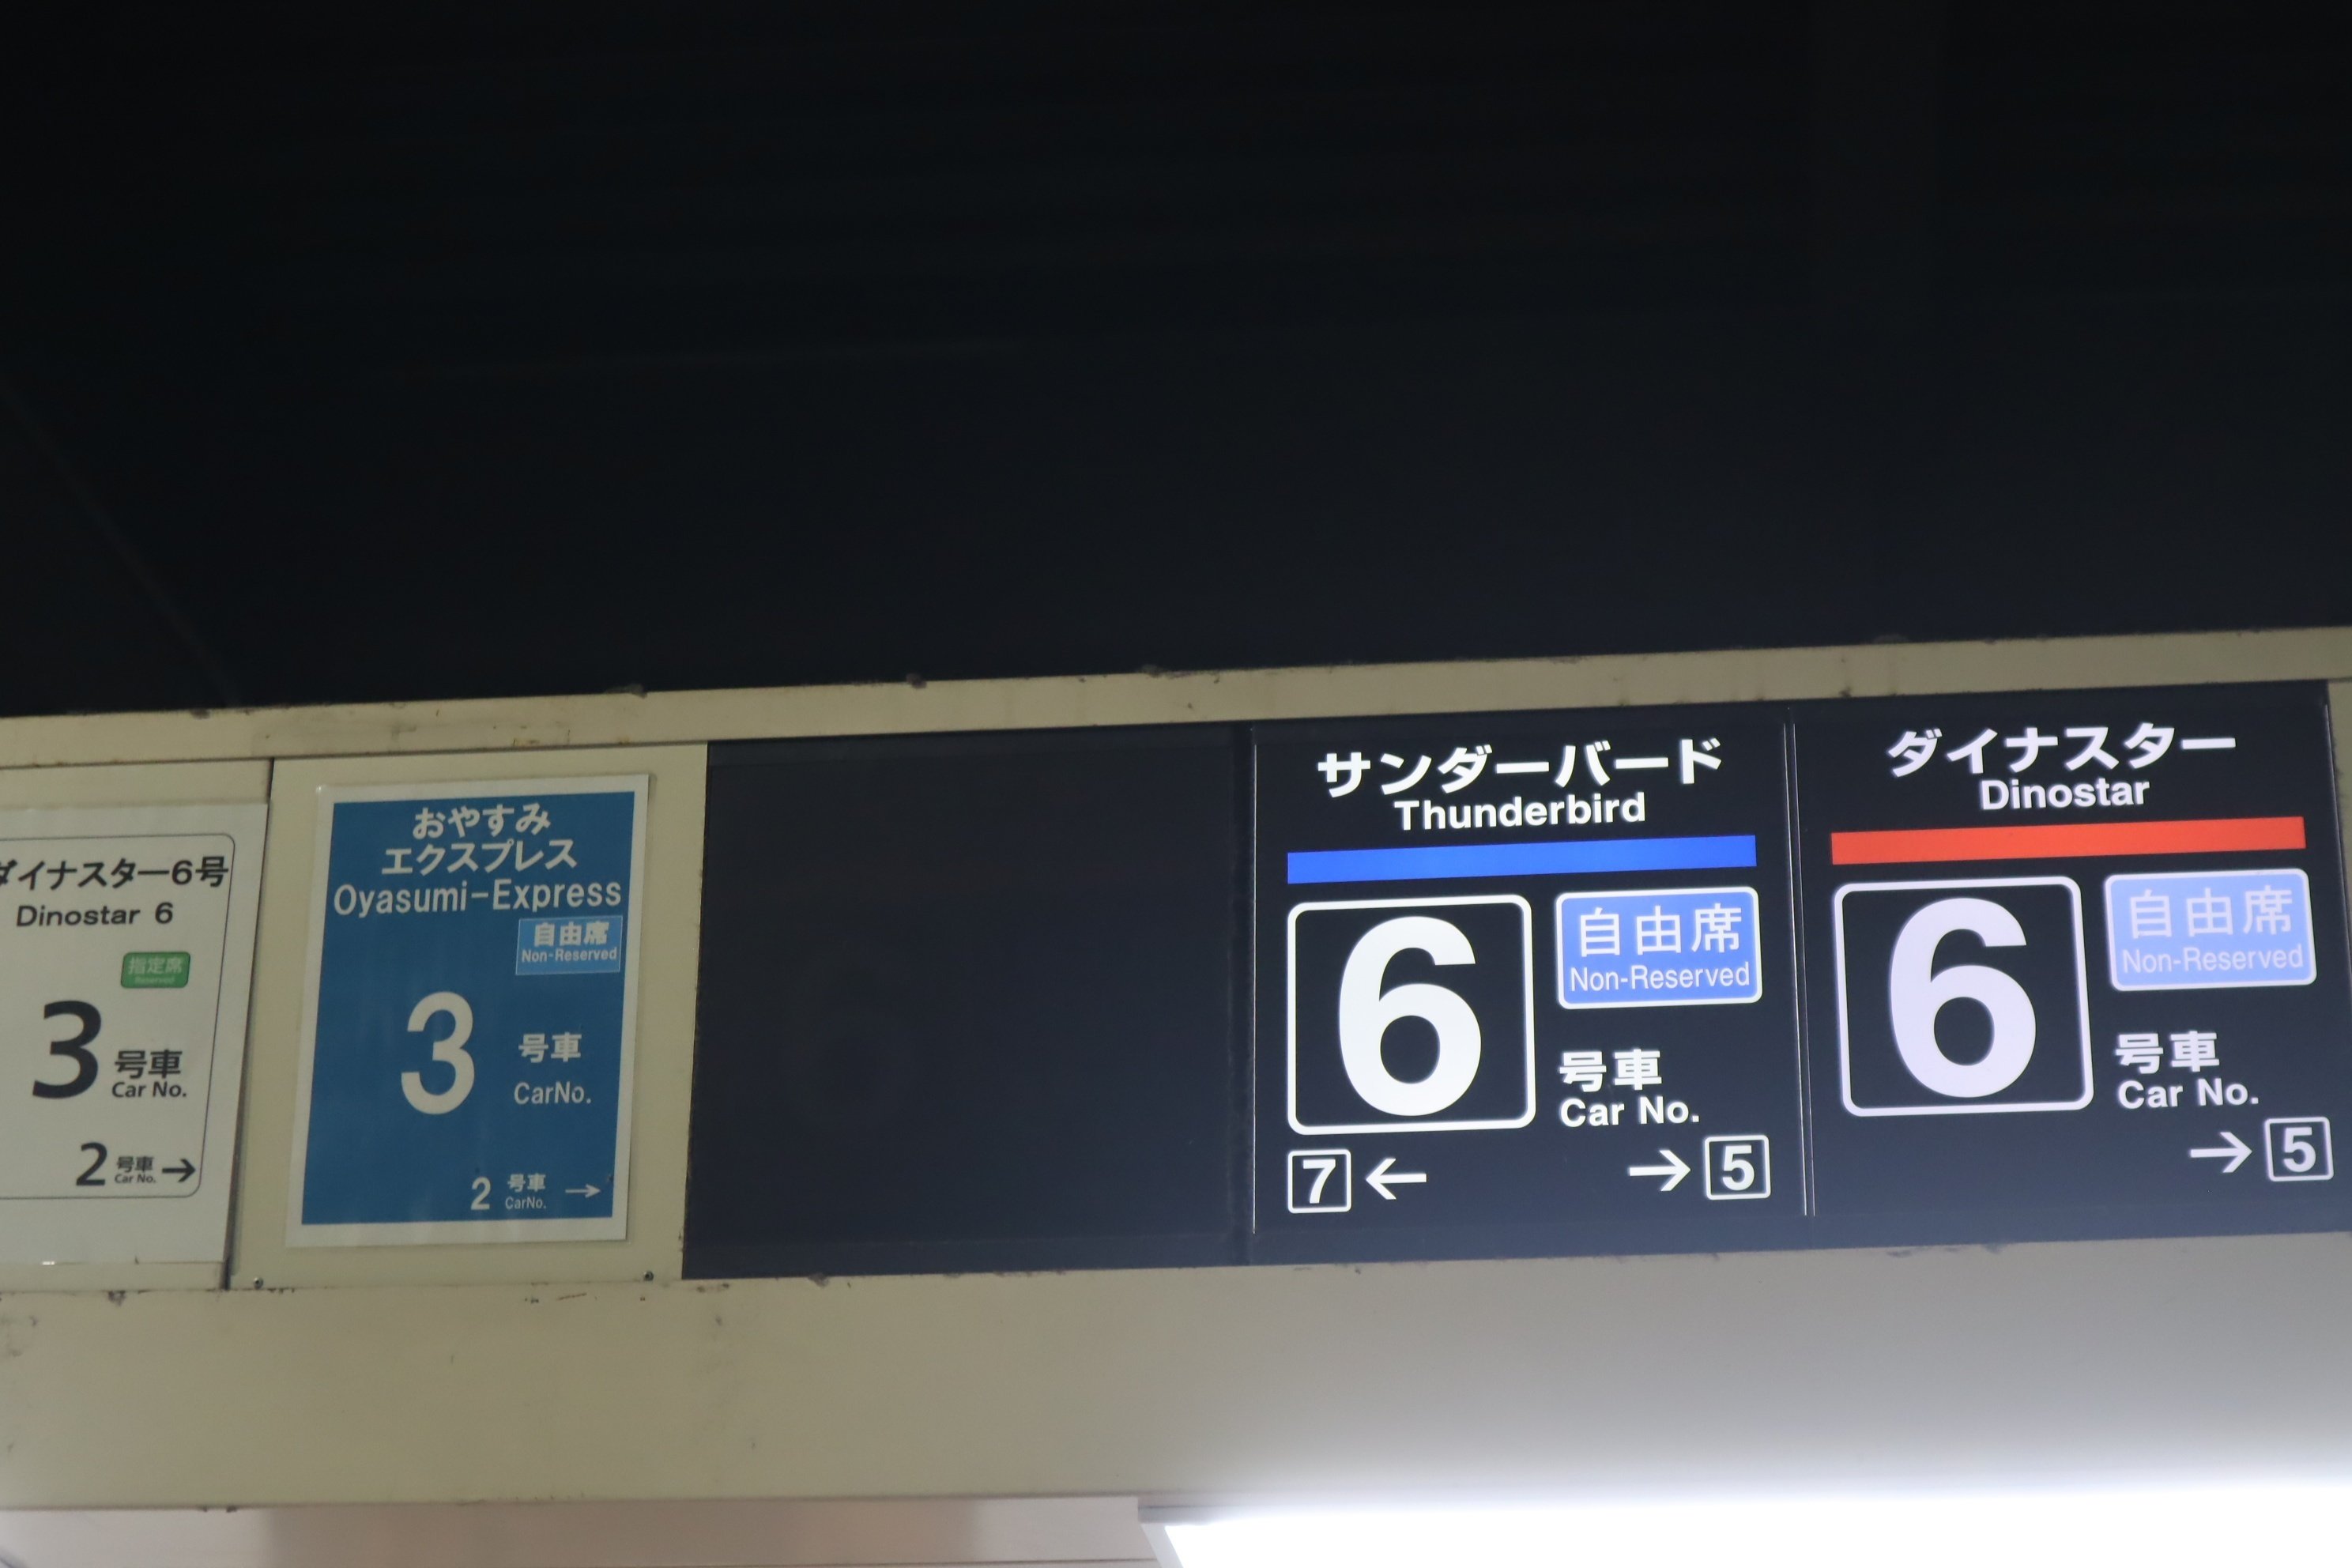 ダイナスター6号
Dinostar 6
指定席
Reserved
3 号車
Car No.
2 号車 →
Car No.
おやすみ
エクスプレス
Oyasumi-Express
自由席
Non-Reserved
3 号車
CarNo.
2 号車 →
CarNo.
サンダーバード
Thunderbird
6 自由席
Non-Reserved
号車
Car No.
7 ← → 5
ダイナスター
Dinostar
6 自由席
Non-Reserved
号車
Car No.
→ 5